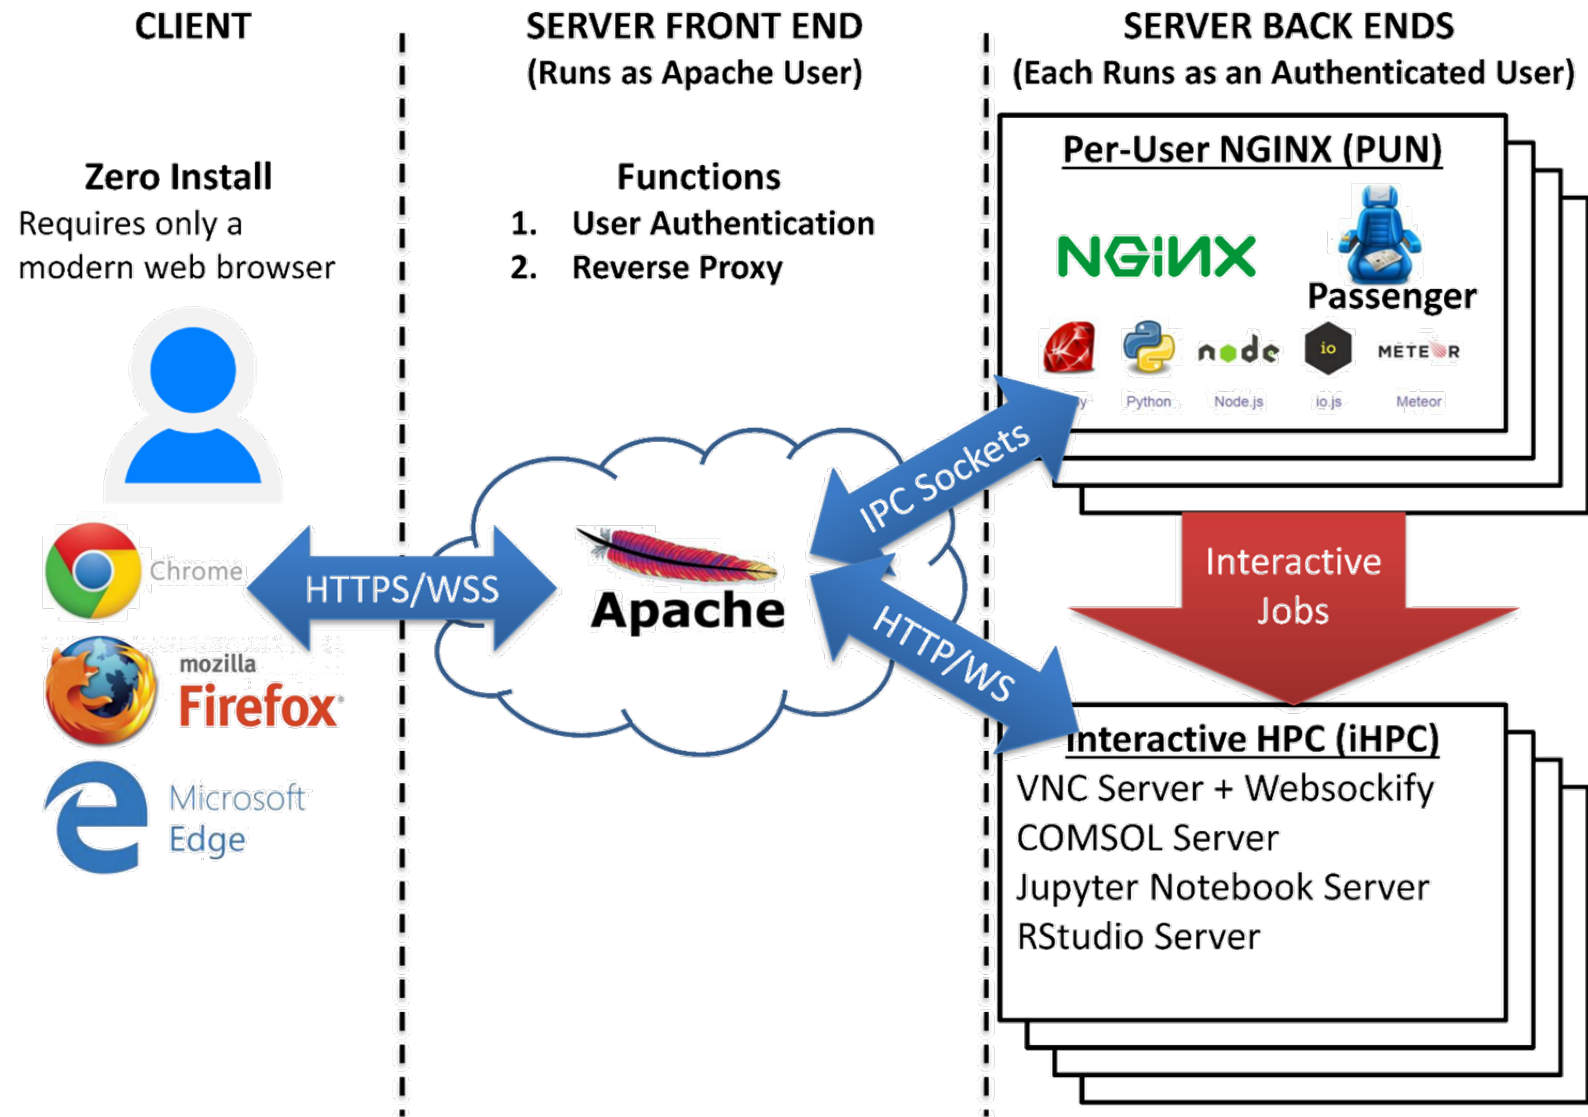 CLIENT
Zero Install
Requires only a
modern web browser
Chrome
mozilla
Firefox
Microsoft
Edge
HTTPS/WSS
SERVER FRONT END
(Runs as Apache User)
Functions
1. User Authentication
2. Reverse Proxy
Apache
IPC Sockets
HTTP/WS
SERVER BACK ENDS
(Each Runs as an Authenticated User)
Per-User NGINX (PUN)
NGINX
Passenger
node
io
METEOR
Python
Node.js
io.js
Meteor
Interactive
Jobs
Interactive HPC (iHPC)
VNC Server + Websockify
COMSOL Server
Jupyter Notebook Server
RStudio Server